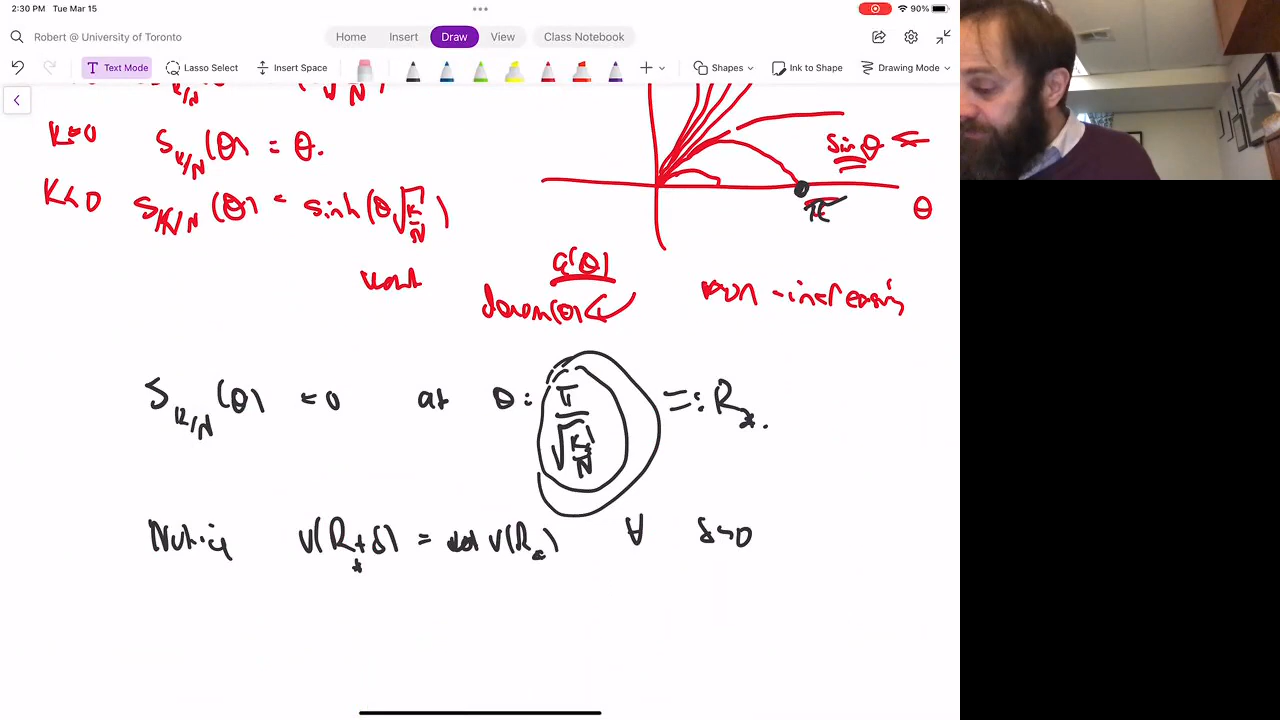 2:30 PM Tue Mar 15
90%
Robert @ University of Toronto
Home Insert Draw View Class Notebook
Text Mode Lasso Select Insert Space Shapes Ink to Shape Drawing Mode
K=0 S_{K/N}(θ) = θ.
K<0 S_{K/N}(θ) = sinh(θ√(K/N))
sin θ
π
θ
want
non-increasing
S_{K/N}(θ) = 0 at θ = π/√(K/N) =: R_*.
Notice v(R_*+δ) = v(R_*) ∀ δ>0